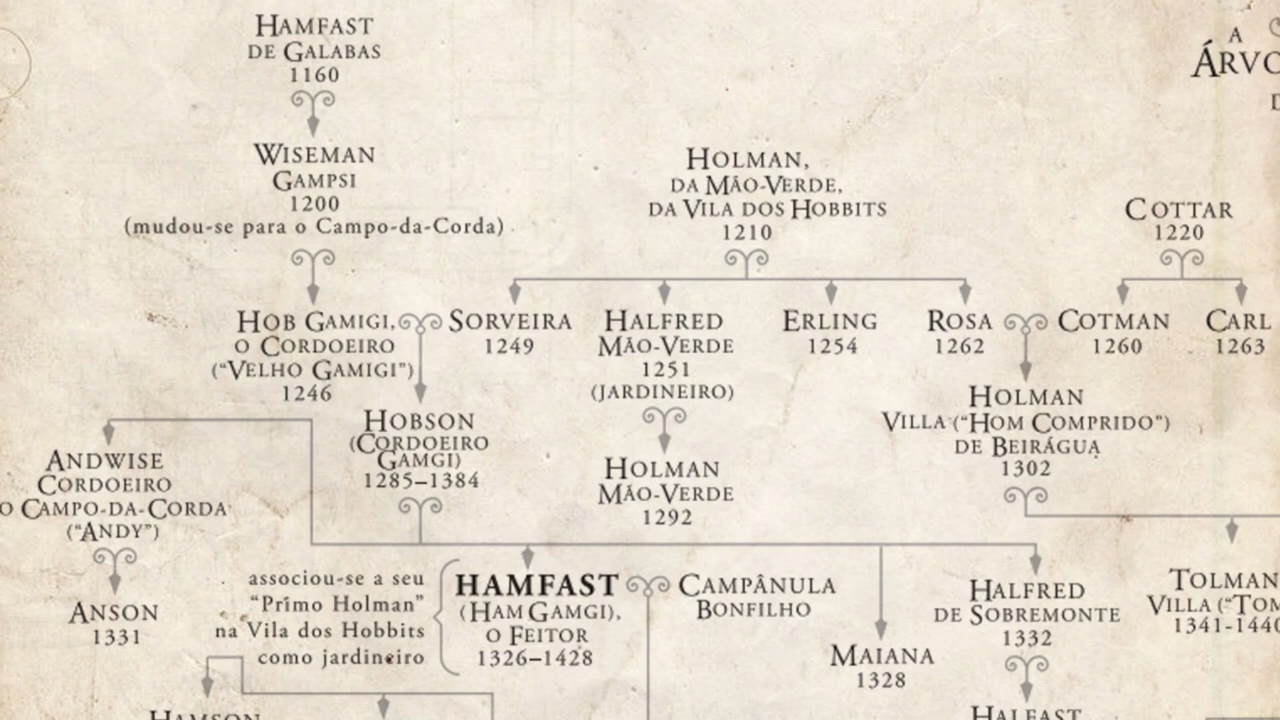 HAMFAST
DE GALABAS
1160
A
WISEMAN
GAMPSI
1200
(mudou-se para o Campo-da-Corda)
HOLMAN,
DA MÃO-VERDE,
DA VILA DOS HOBBITS
1210
COTTAR
1220
HOB GAMIGI,
O CORDOEIRO
("VELHO GAMIGI")
1246
SORVEIRA
1249
HALFRED
MÃO-VERDE
1251
(JARDINEIRO)
ERLING
1254
ROSA
1262
COTMAN
1260
CARL
1263
HOBSON
(CORDOEIRO
GAMGI)
1285–1384
HOLMAN
VILLA ("HOM COMPRIDO")
DE BEIRÁGUA
1302
ANDWISE
CORDOEIRO
O CAMPO-DA-CORDA
("ANDY")
HOLMAN
MÃO-VERDE
1292
ANSON
1331
associou-se a seu
"Primo Holman"
na Vila dos Hobbits
como jardineiro
HAMFAST
(HAM GAMGI),
O FEITOR
1326–1428
CAMPÂNULA
BONFILHO
MAIANA
1328
HALFRED
DE SOBREMONTE
1332
TOLMAN
VILLA ("TOM
1341-1440
HAMSON
HALFAST